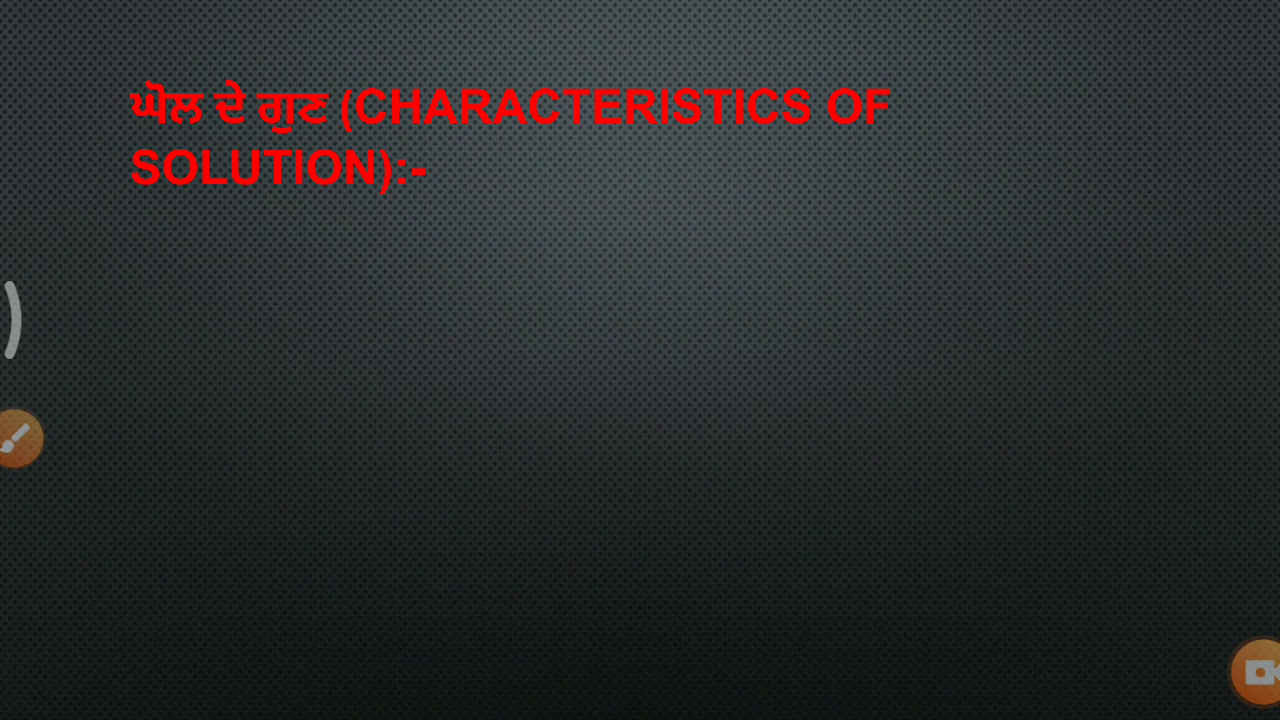 ਘੋਲ ਦੇ ਗੁਣ (CHARACTERISTICS OF
SOLUTION):-